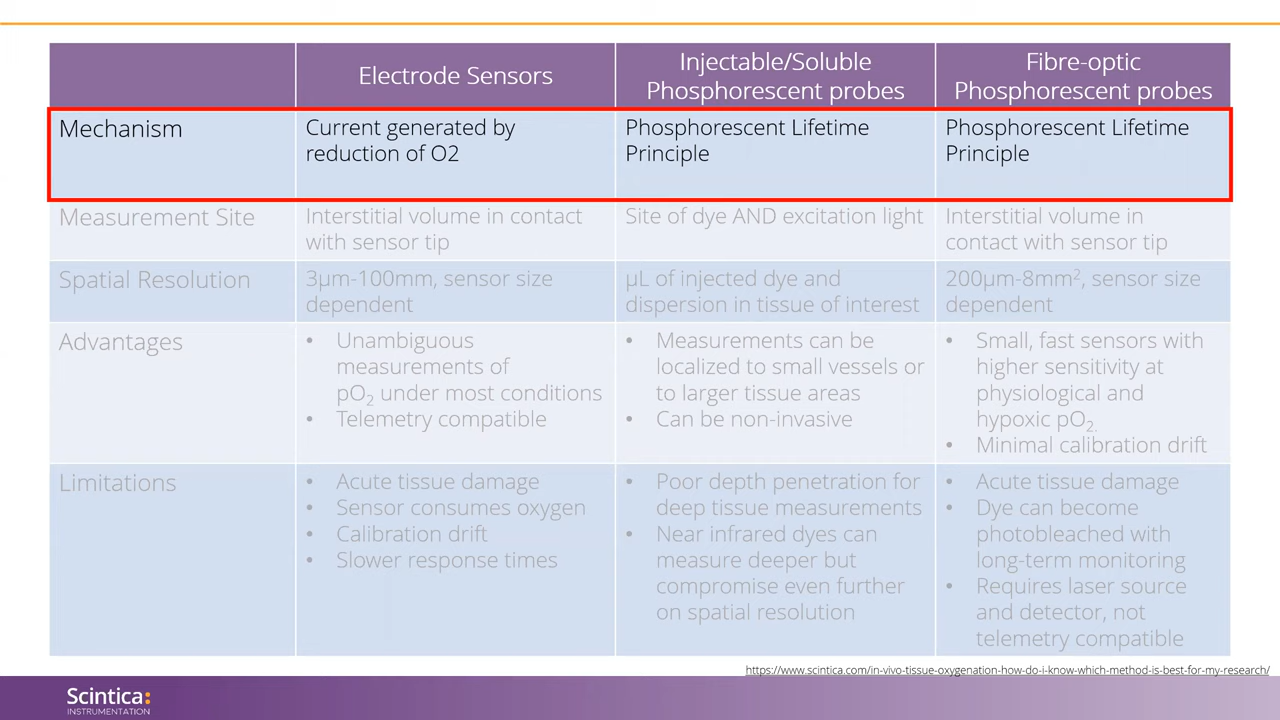 Electrode Sensors
Injectable/Soluble
Phosphorescent probes
Fibre-optic
Phosphorescent probes
Mechanism
Current generated by
reduction of O2
Phosphorescent Lifetime
Principle
Phosphorescent Lifetime
Principle
Measurement Site
Interstitial volume in contact
with sensor tip
Site of dye AND excitation light
Interstitial volume in
contact with sensor tip
Spatial Resolution
3µm-100mm, sensor size
dependent
µL of injected dye and
dispersion in tissue of interest
200µm-8mm², sensor size
dependent
Advantages
• Unambiguous
measurements of
pO₂ under most conditions
• Telemetry compatible
• Measurements can be
localized to small vessels or
to larger tissue areas
• Can be non-invasive
• Small, fast sensors with
higher sensitivity at
physiological and
hypoxic pO₂.
• Minimal calibration drift
Limitations
• Acute tissue damage
• Sensor consumes oxygen
• Calibration drift
• Slower response times
• Poor depth penetration for
deep tissue measurements
• Near infrared dyes can
measure deeper but
compromise even further
on spatial resolution
• Acute tissue damage
• Dye can become
photobleached with
long-term monitoring
• Requires laser source
and detector, not
telemetry compatible
https://www.scintica.com/in-vivo-tissue-oxygenation-how-do-i-know-which-method-is-best-for-my-research/
Scintica:
INSTRUMENTATION